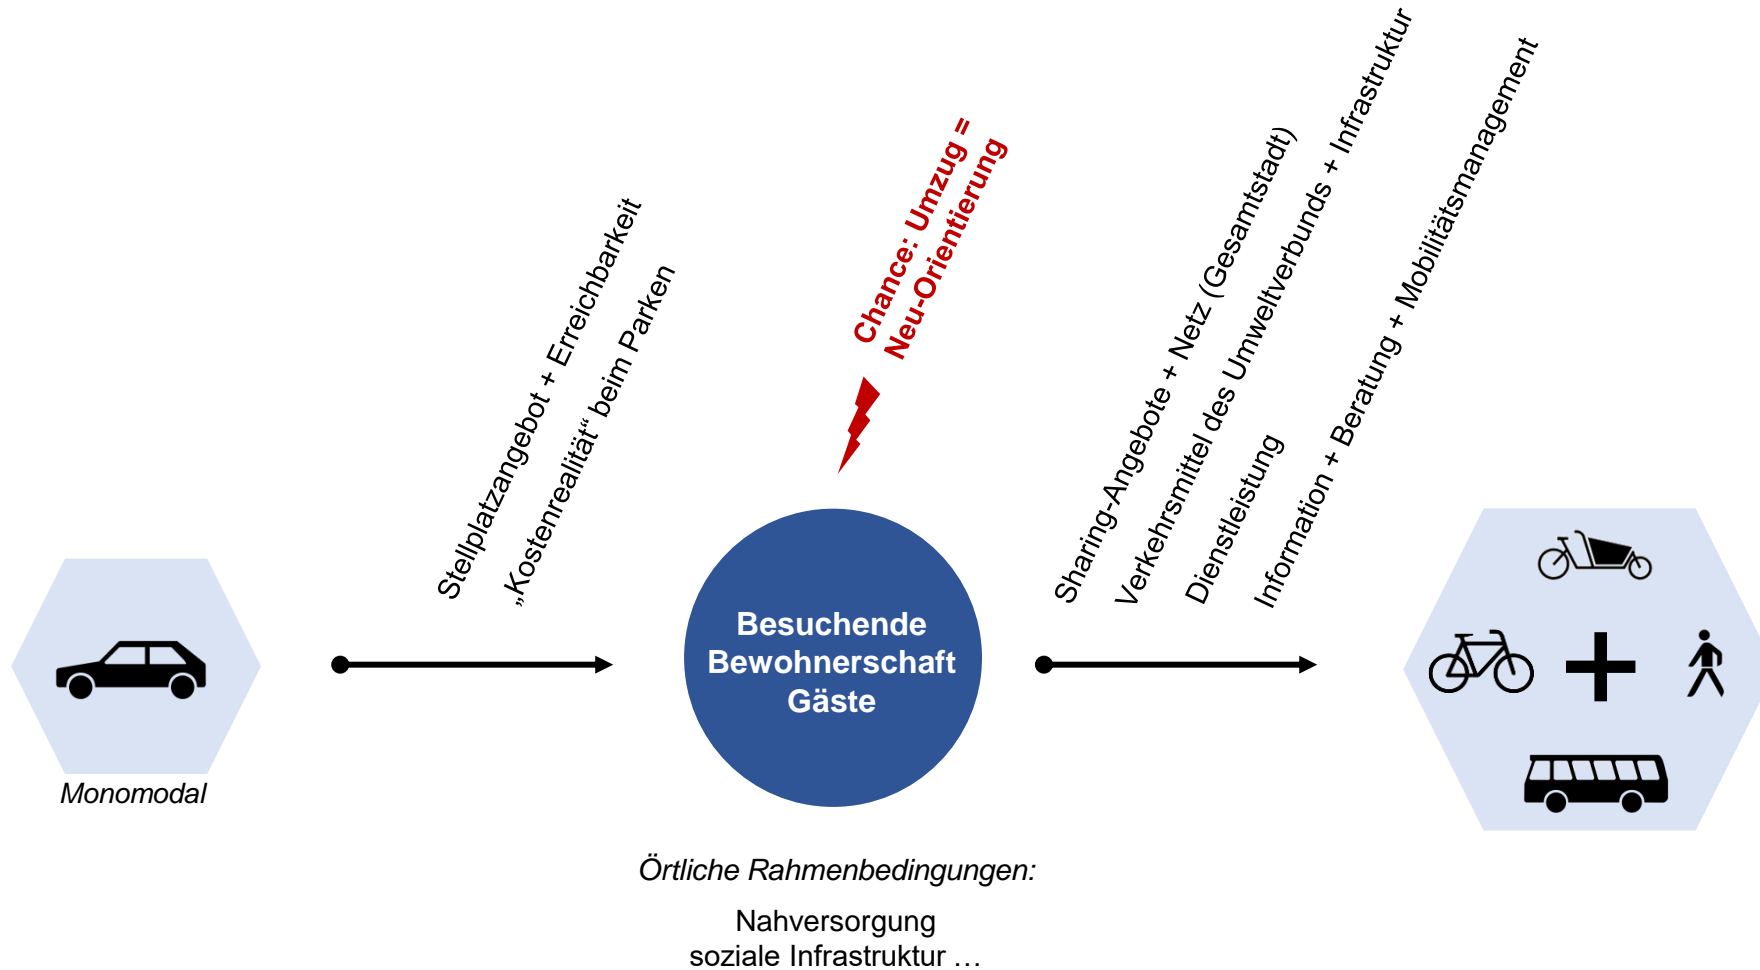 Stellplatzangebot + Erreichbarkeit
„Kostenrealität“ beim Parken
Chance: Umzug =
Neu-Orientierung
Sharing-Angebote + Netz (Gesamtstadt)
Verkehrsmittel des Umweltverbunds + Infrastruktur
Dienstleistung
Information + Beratung + Mobilitätsmanagement
Besuchende
Bewohnerschaft
Gäste
Monomodal
Örtliche Rahmenbedingungen:
Nahversorgung
soziale Infrastruktur …